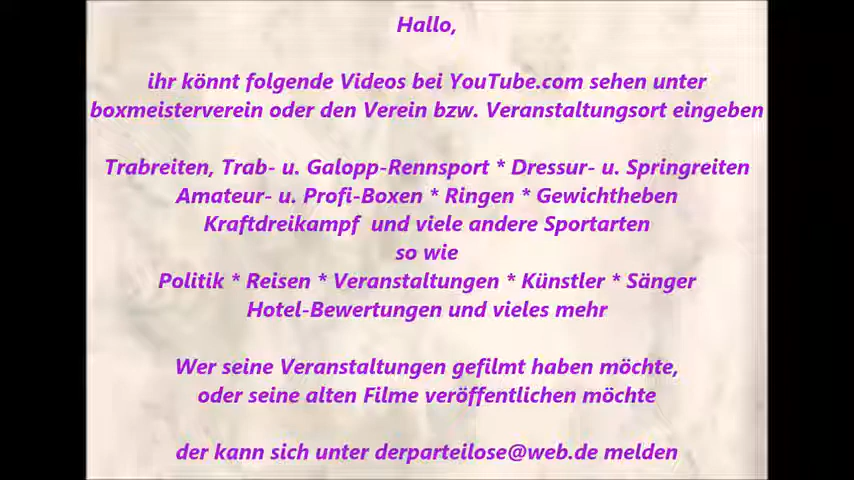 Hallo,
ihr könnt folgende Videos bei YouTube.com sehen unter
boxmeisterverein oder den Verein bzw. Veranstaltungsort eingeben
Trabreiten, Trab- u. Galopp-Rennsport * Dressur- u. Springreiten
Amateur- u. Profi-Boxen * Ringen * Gewichtheben
Kraftdreikampf und viele andere Sportarten
so wie
Politik * Reisen * Veranstaltungen * Künstler * Sänger
Hotel-Bewertungen und vieles mehr
Wer seine Veranstaltungen gefilmt haben möchte,
oder seine alten Filme veröffentlichen möchte
der kann sich unter derparteilose@web.de melden